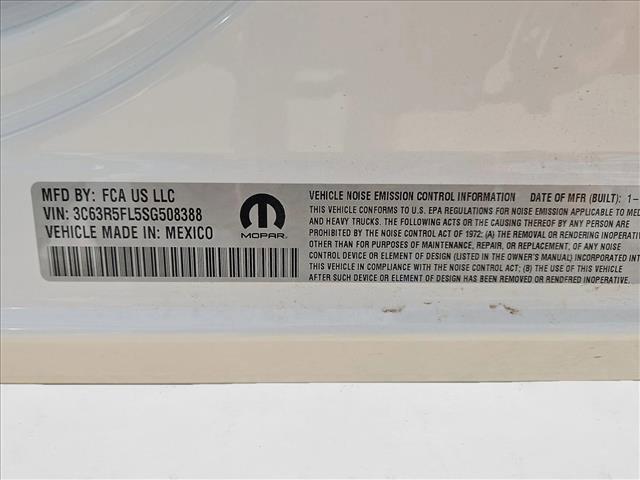 MFD BY: FCA US LLC
VIN: 3C63R5FL5SG508388
VEHICLE MADE IN: MEXICO
MOPAR
VEHICLE NOISE EMISSION CONTROL INFORMATION DATE OF MFR (BUILT): 1-
THIS VEHICLE CONFORMS TO U.S. EPA REGULATIONS FOR NOISE EMISSION APPLICABLE TO MED
AND HEAVY TRUCKS. THE FOLLOWING ACTS OR THE CAUSING THEREOF BY ANY PERSON ARE
PROHIBITED BY THE NOISE CONTROL ACT OF 1972; (A) THE REMOVAL OR RENDERING INOPERATIVE
OTHER THAN FOR PURPOSES OF MAINTENANCE, REPAIR, OR REPLACEMENT, OF ANY NOISE
CONTROL DEVICE OR ELEMENT OF DESIGN (LISTED IN THE OWNER'S MANUAL) INCORPORATED INT
THIS VEHICLE IN COMPLIANCE WITH THE NOISE CONTROL ACT; (B) THE USE OF THIS VEHICLE
AFTER SUCH DEVICE OR ELEMENT OF DESIGN HAS BEEN REMOVED OR RENDERED INOPERATIVE.